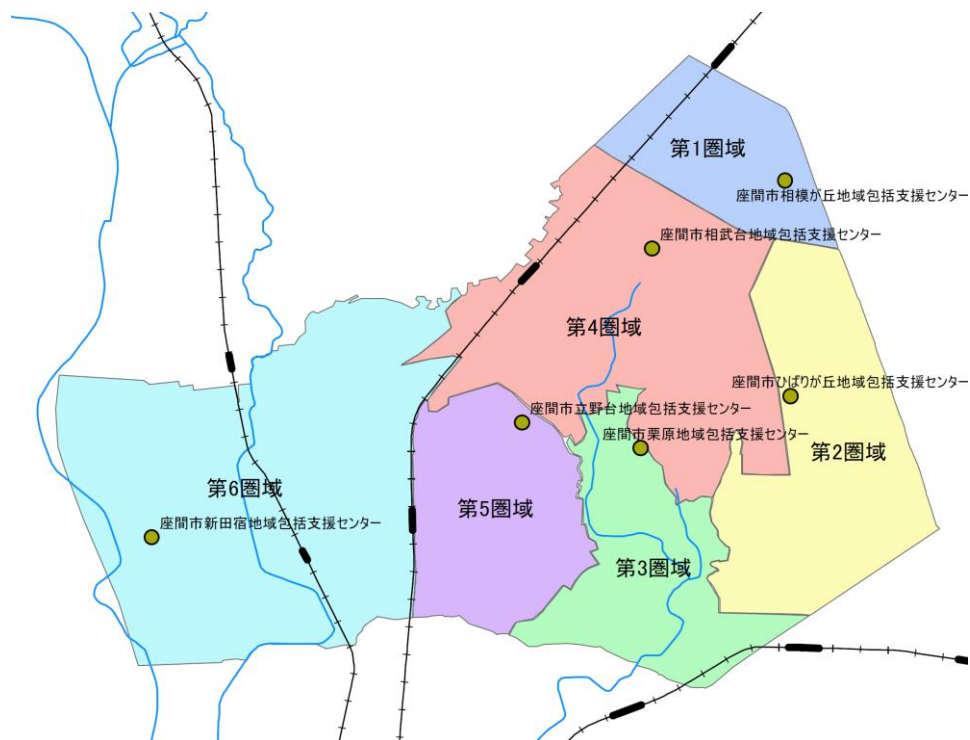 第1圏域
座間市相模が丘地域包括支援センター
座間市相武台地域包括支援センター
第4圏域
座間市ひばりが丘地域包括支援センター
座間市立野台地域包括支援センター
座間市栗原地域包括支援センター
第2圏域
第6圏域
第5圏域
座間市新田宿地域包括支援センター
第3圏域